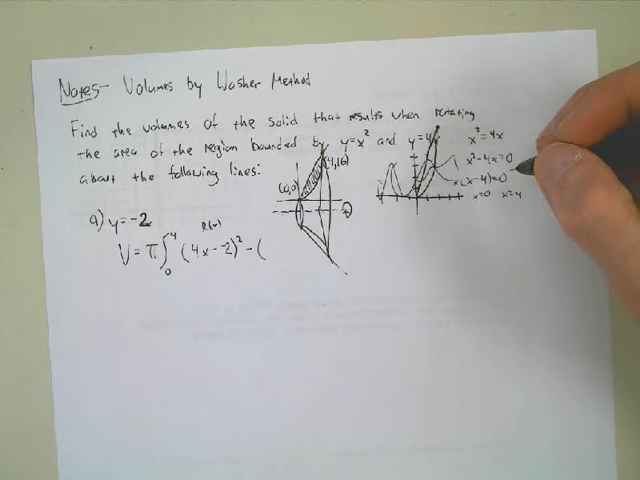 Notes- Volumes by Washer Method
Find the volumes of the solid that results when rotating
the area of the region bounded by y=x² and y=4x
about the following lines:
(0,0)
(4,16)
x²=4x
x²-4x=0
x(x-4)=0
x=0 x=4
a) y=-2
R(x)
V = π∫₀⁴ (4x--2)² - (